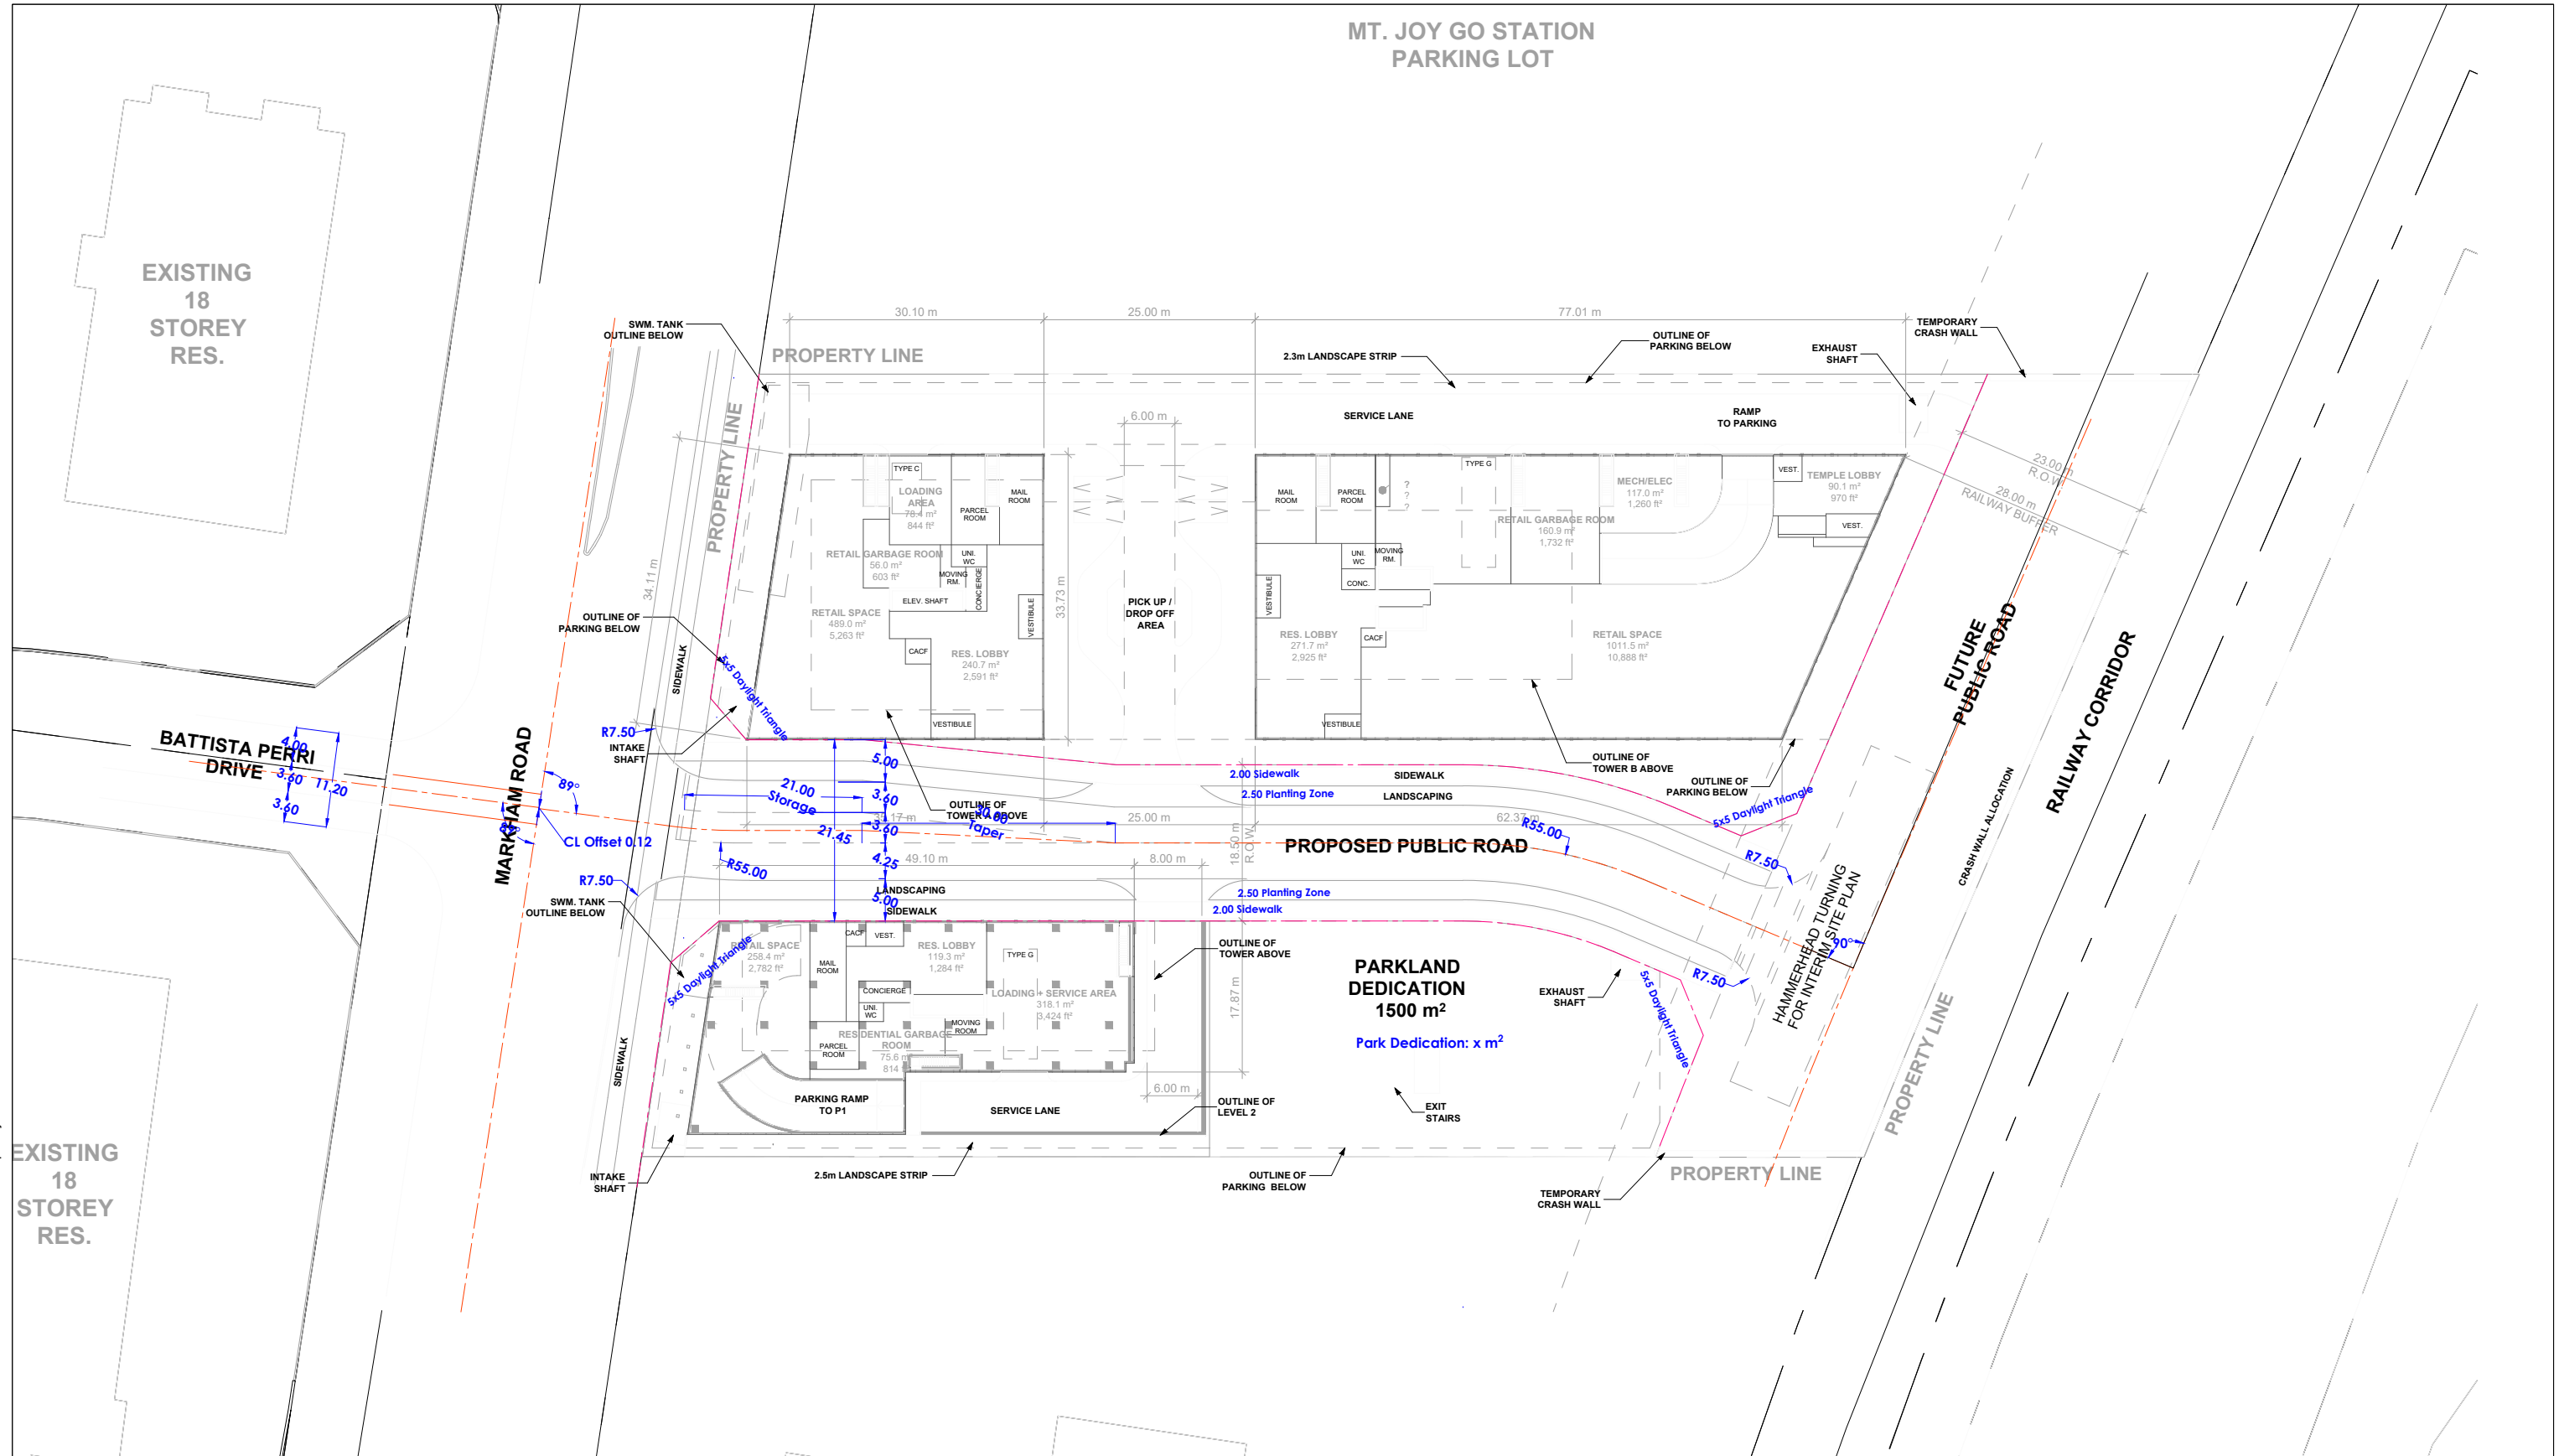 MT. JOY GO STATION
PARKING LOT
EXISTING
18
STOREY
RES.
30.10 m
25.00 m
77.01 m
SWM. TANK
OUTLINE BELOW
PROPERTY LINE
2.3m LANDSCAPE STRIP
OUTLINE OF
PARKING BELOW
EXHAUST
SHAFT
TEMPORARY
CRASH WALL
PROPERTY LINE
6.00 m
SERVICE LANE
RAMP
TO PARKING
23.00 m
R.O.W.
28.00 m
RAILWAY BUFFER
34.11 m
TYPE C
LOADING
AREA
78.4 m²
844 ft²
PARCEL
ROOM
MAIL
ROOM
RETAIL GARBAGE ROOM
56.0 m²
603 ft²
UNI.
WC
MOVING
RM.
CONCIERGE
ELEV. SHAFT
VESTIBULE
RETAIL SPACE
489.0 m²
5,263 ft²
CACF
RES. LOBBY
240.7 m²
2,591 ft²
VESTIBULE
33.73 m
PICK UP /
DROP OFF
AREA
MAIL
ROOM
PARCEL
ROOM
?
?
?
TYPE G
MECH/ELEC
117.0 m²
1,260 ft²
RETAIL GARBAGE ROOM
160.9 m²
1,732 ft²
VEST.
TEMPLE LOBBY
90.1 m²
970 ft²
VEST.
UNI.
WC
MOVING
RM.
CONC.
VESTIBULE
RES. LOBBY
271.7 m²
2,925 ft²
CACF
RETAIL SPACE
1011.5 m²
10,888 ft²
VESTIBULE
OUTLINE OF
PARKING BELOW
SIDEWALK
5x5 Daylight Triangle
R7.50
INTAKE
SHAFT
FUTURE
PUBLIC ROAD
RAILWAY CORRIDOR
CRASH WALL ALLOCATION
BATTISTA PERRI
DRIVE
4.00
3.60
3.60
11.20
MARKHAM ROAD
89°
CL Offset 0.12
5.00
3.60
3.60
4.25
5.00
21.00
Storage
21.45
30.00
Taper
OUTLINE OF
TOWER A ABOVE
25.00 m
62.37 m
2.00 Sidewalk
SIDEWALK
2.50 Planting Zone
LANDSCAPING
OUTLINE OF
TOWER B ABOVE
OUTLINE OF
PARKING BELOW
5x5 Daylight Triangle
18.50 m
R.O.W.
PROPOSED PUBLIC ROAD
R55.00
R7.50
R55.00
49.10 m
8.00 m
R7.50
LANDSCAPING
SIDEWALK
2.50 Planting Zone
2.00 Sidewalk
SWM. TANK
OUTLINE BELOW
5x5 Daylight Triangle
RETAIL SPACE
258.4 m²
2,782 ft²
CACF
VEST.
MAIL
ROOM
RES. LOBBY
119.3 m²
1,284 ft²
TYPE G
CONCIERGE
UNI.
WC
LOADING + SERVICE AREA
318.1 m²
3,424 ft²
MOVING
ROOM
RESIDENTIAL GARBAGE
ROOM
75.6 m²
814
PARCEL
ROOM
PARKING RAMP
TO P1
SERVICE LANE
6.00 m
17.87 m
OUTLINE OF
TOWER ABOVE
OUTLINE OF
LEVEL 2
PARKLAND
DEDICATION
1500 m²
Park Dedication: x m²
EXHAUST
SHAFT
EXIT
STAIRS
5x5 Daylight Triangle
R7.50
90°
HAMMERHEAD TURNING
FOR INTERIM SITE PLAN
PROPERTY LINE
SIDEWALK
INTAKE
SHAFT
2.5m LANDSCAPE STRIP
OUTLINE OF
PARKING BELOW
TEMPORARY
CRASH WALL
PROPERTY LINE
EXISTING
18
STOREY
RES.